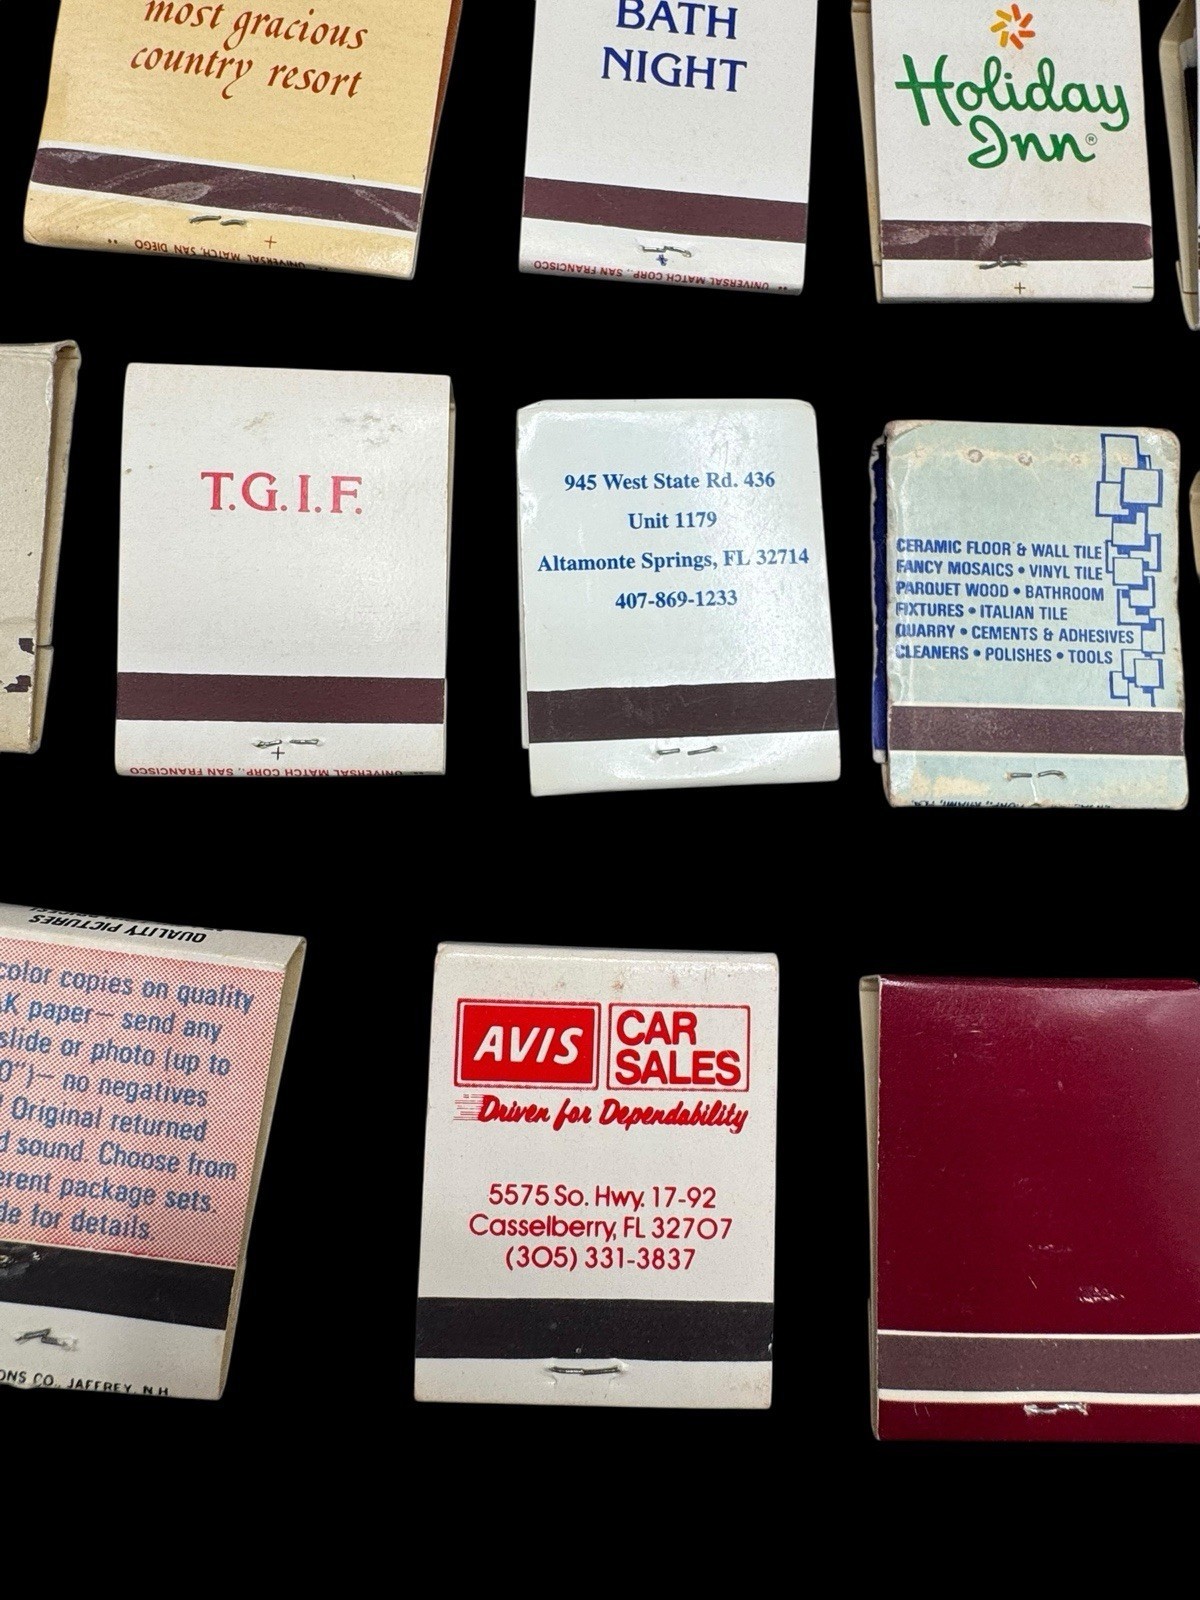 most gracious
country resort
" UNIVERSAL MATCH, SAN DIEGO "
BATH
NIGHT
" UNIVERSAL MATCH CORP., SAN FRANCISCO
Holiday
Inn®
T.G.I.F.
UNIVERSAL MATCH CORP., SAN FRANCISCO
945 West State Rd. 436
Unit 1179
Altamonte Springs, FL 32714
407-869-1233
CERAMIC FLOOR & WALL TILE
FANCY MOSAICS • VINYL TILE
PARQUET WOOD • BATHROOM
FIXTURES • ITALIAN TILE
QUARRY • CEMENTS & ADHESIVES
CLEANERS • POLISHES • TOOLS
QUALITY PICTURES
color copies on quality
AK paper — send any
slide or photo (up to
0") — no negatives
Original returned
d sound. Choose from
erent package sets.
de for details.
ONS CO., JAFFREY, N.H.
AVIS CAR
SALES
Driven for Dependability
5575 So. Hwy. 17-92
Casselberry, FL 32707
(305) 331-3837